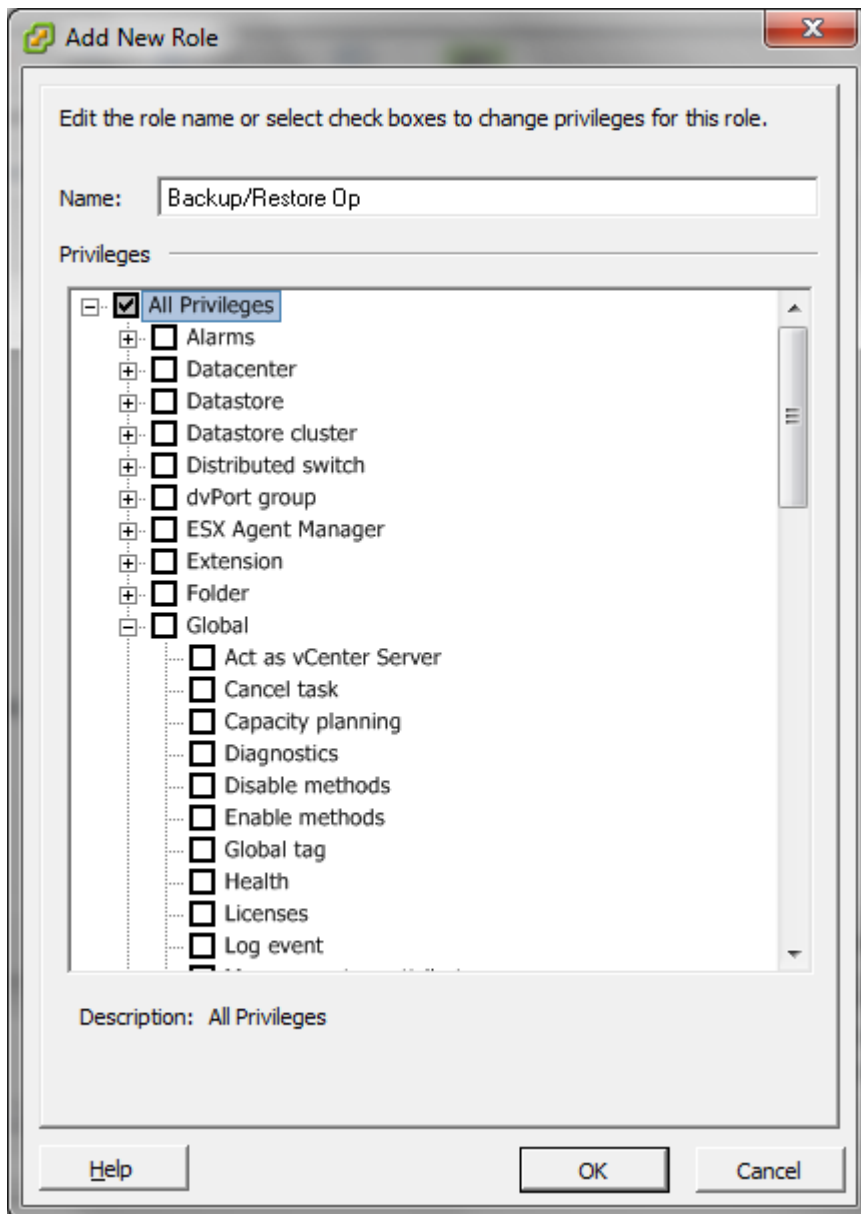 Add New Role
Edit the role name or select check boxes to change privileges for this role.
Name: Backup/Restore Op
Privileges
All Privileges
Alarms
Datacenter
Datastore
Datastore cluster
Distributed switch
dvPort group
ESX Agent Manager
Extension
Folder
Global
Act as vCenter Server
Cancel task
Capacity planning
Diagnostics
Disable methods
Enable methods
Global tag
Health
Licenses
Log event
Description: All Privileges
Help OK Cancel